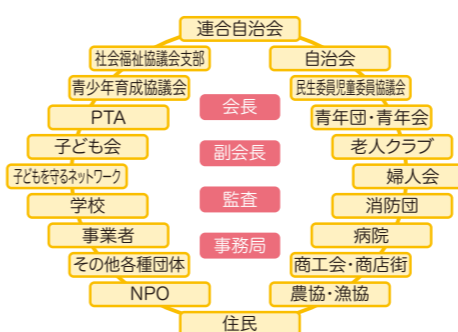 連合自治会
社会福祉協議会支部
自治会
青少年育成協議会
民生委員児童委員協議会
会長
PTA
青年団・青年会
子ども会
副会長
老人クラブ
子どもを守るネットワーク
婦人会
監査
学校
消防団
事業者
事務局
病院
その他各種団体
商工会・商店街
NPO
農協・漁協
住民